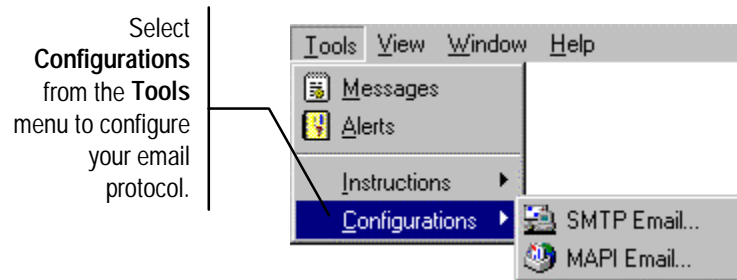 Select
Configurations
from the Tools
menu to configure
your email
protocol.
Tools View Window Help
Messages
Alerts
Instructions
Configurations
SMTP Email...
MAPI Email...